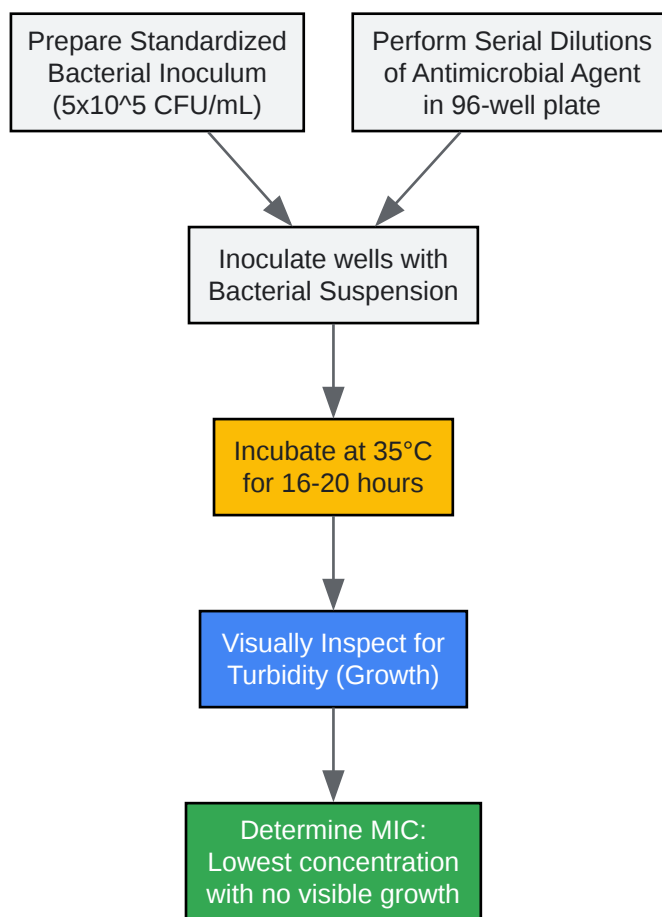 Prepare Standardized
Bacterial Inoculum
(5x10^5 CFU/mL)
Perform Serial Dilutions
of Antimicrobial Agent
in 96-well plate
Inoculate wells with
Bacterial Suspension
Incubate at 35°C
for 16-20 hours
Visually Inspect for
Turbidity (Growth)
Determine MIC:
Lowest concentration
with no visible growth